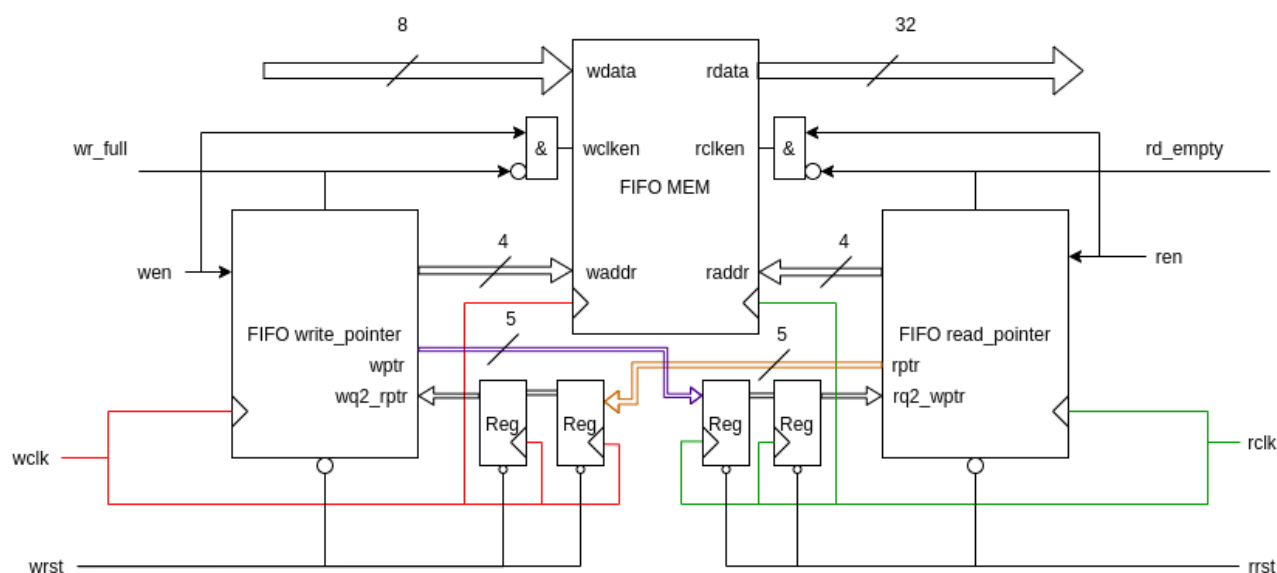 8
32
wdata
rdata
wr_full
&
wclken
rclken
&
rd_empty
FIFO MEM
wen
4
waddr
raddr
4
ren
FIFO write_pointer
5
FIFO read_pointer
wptr
5
rptr
wq2_rptr
rq2_wptr
Reg
Reg
Reg
Reg
wclk
rclk
wrst
rrst